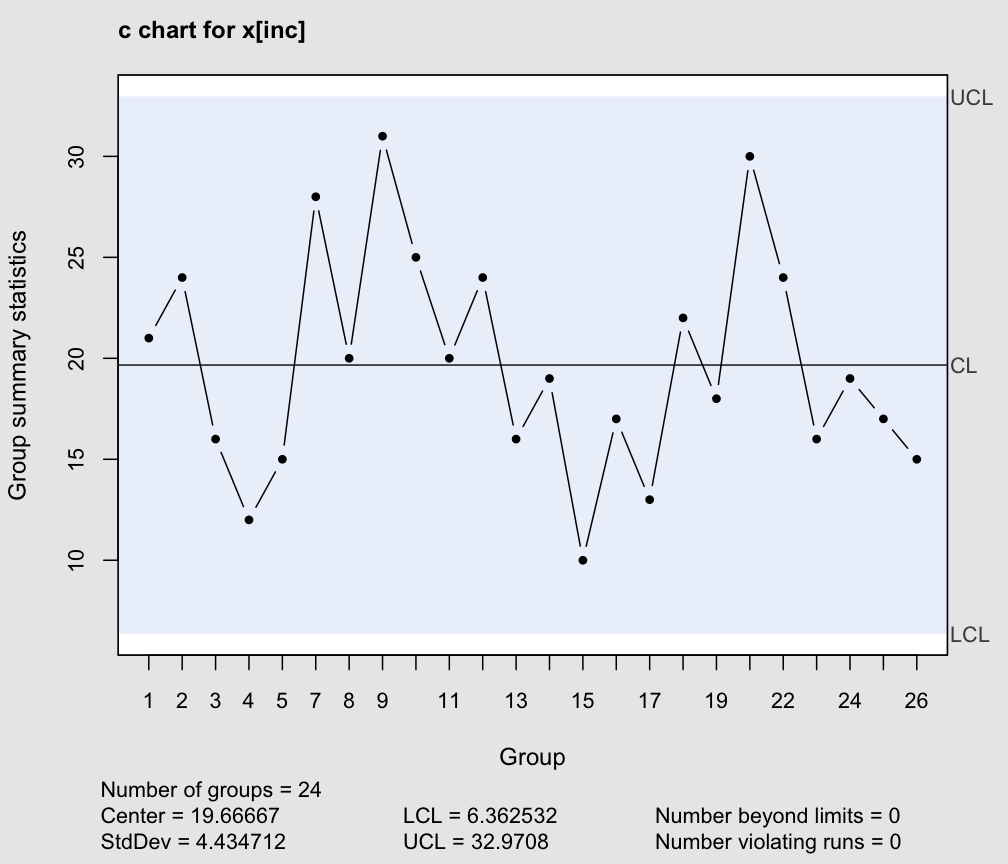 c chart for x[inc]
UCL
30
25
20
CL
15
10
LCL
Group summary statistics
1 2 3 4 5 7 8 9 11 13 15 17 19 22 24 26
Group
Number of groups = 24
Center = 19.66667 LCL = 6.362532 Number beyond limits = 0
StdDev = 4.434712 UCL = 32.9708 Number violating runs = 0